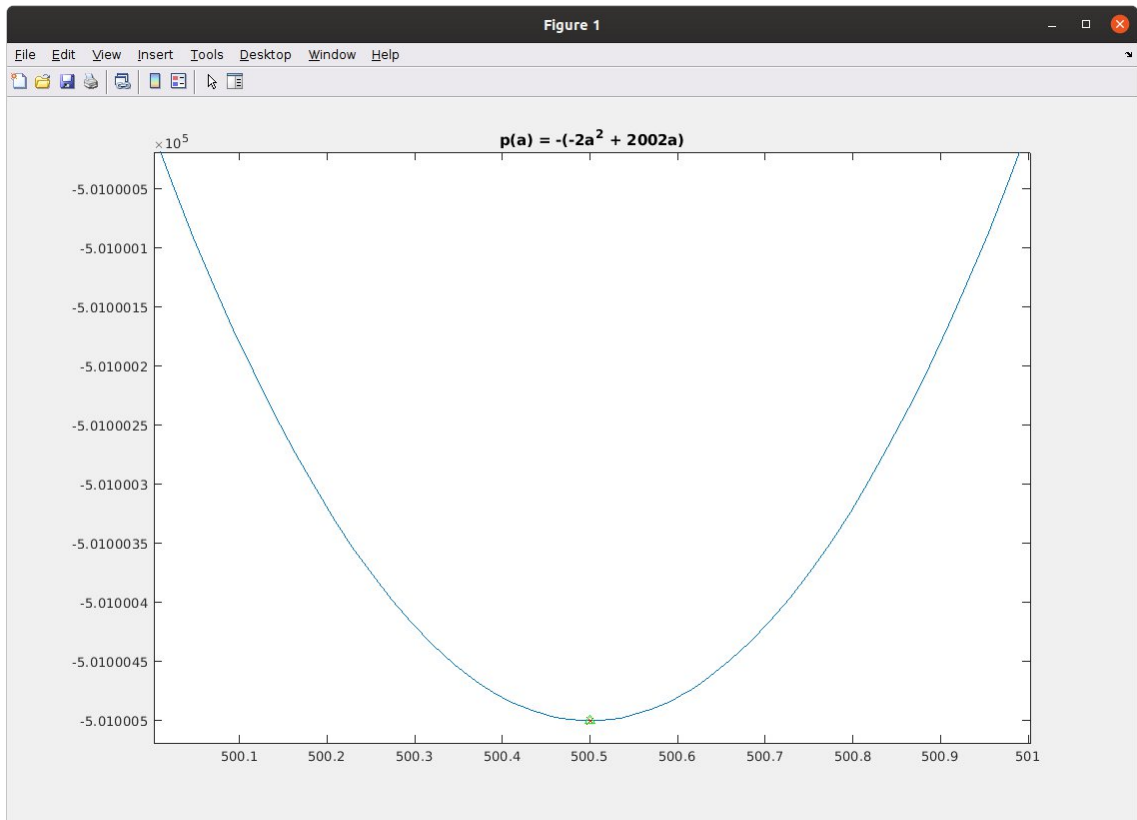 Figure 1
File Edit View Insert Tools Desktop Window Help
×10⁵
p(a) = -(-2a² + 2002a)
-5.0100005
-5.010001
-5.0100015
-5.010002
-5.0100025
-5.010003
-5.0100035
-5.010004
-5.0100045
-5.010005
500.1 500.2 500.3 500.4 500.5 500.6 500.7 500.8 500.9 501